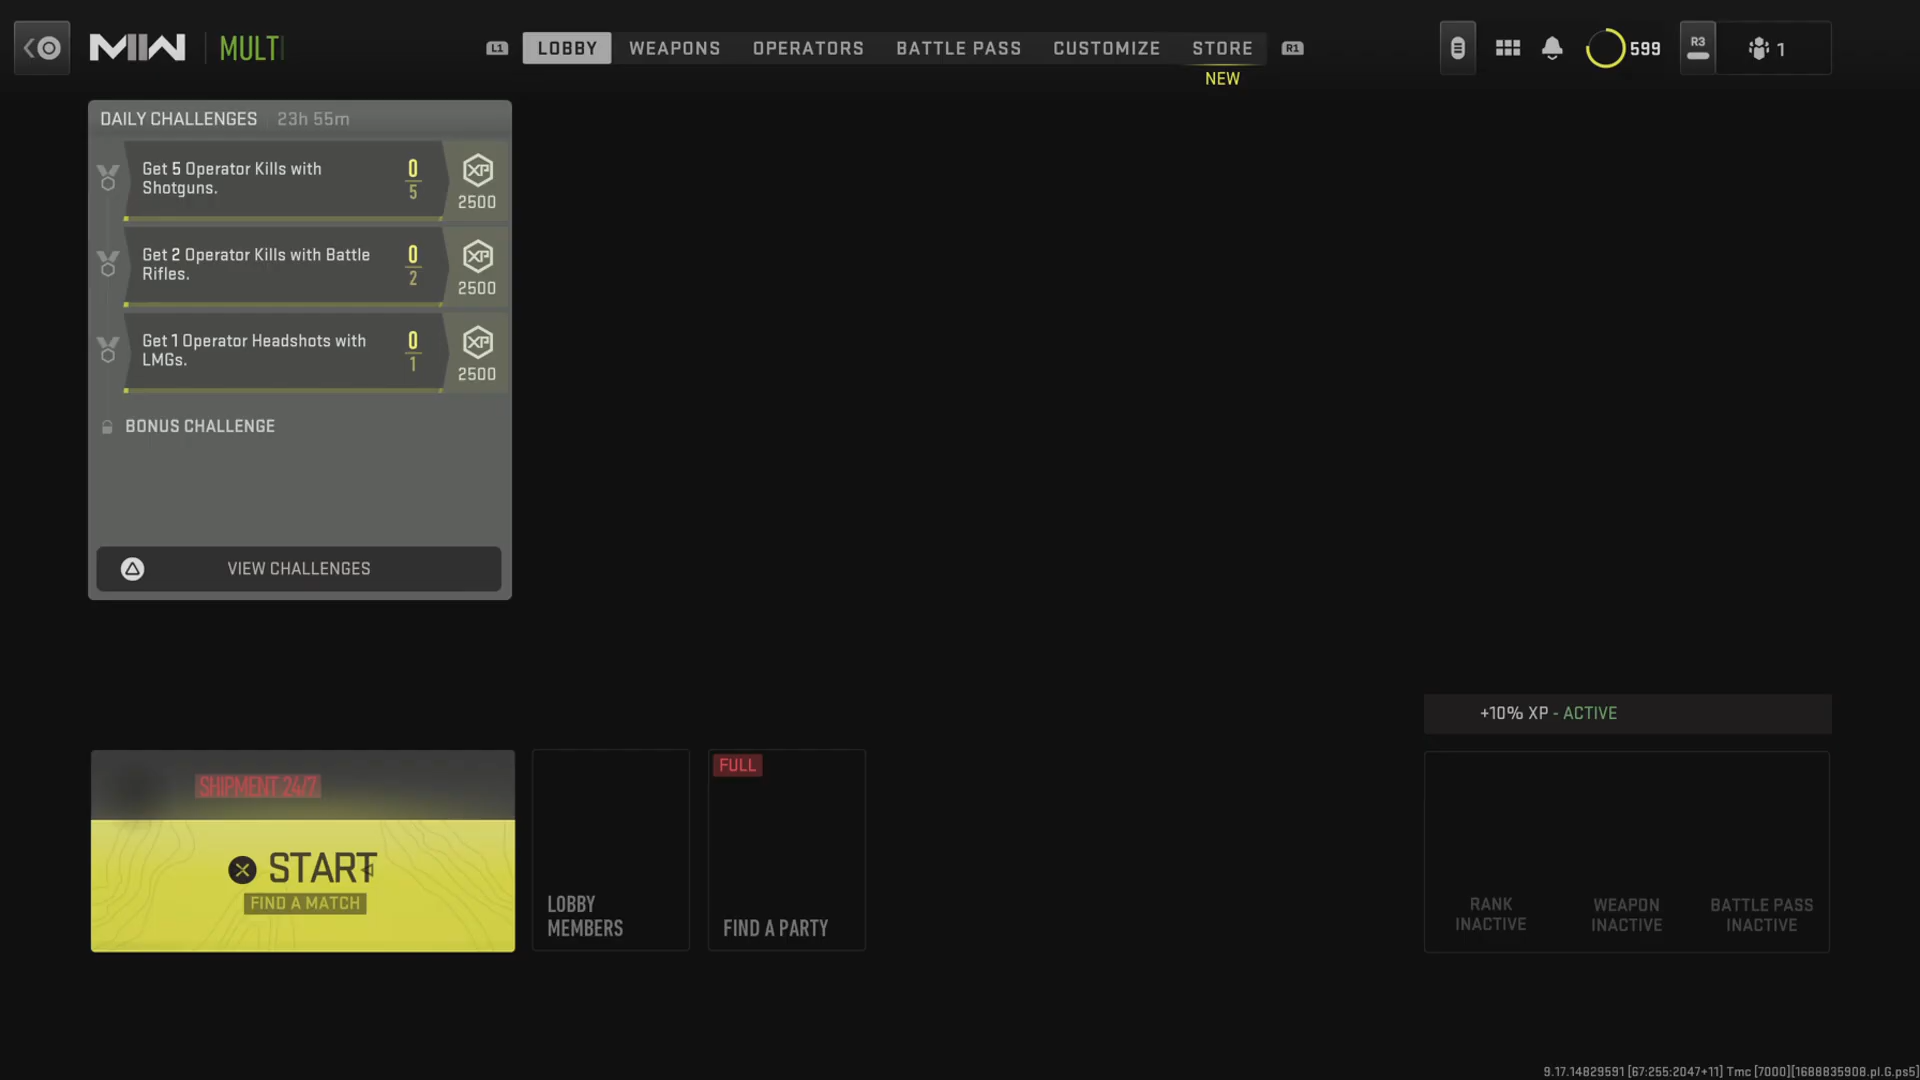 MWII MULTI
L1 LOBBY WEAPONS OPERATORS BATTLE PASS CUSTOMIZE STORE R1
NEW
599
R3
1
DAILY CHALLENGES 23h 55m
Get 5 Operator Kills with
Shotguns.
0
5
XP
2500
Get 2 Operator Kills with Battle
Rifles.
0
2
XP
2500
Get 1 Operator Headshots with
LMGs.
0
1
XP
2500
BONUS CHALLENGE
VIEW CHALLENGES
+10% XP - ACTIVE
SHIPMENT 24/7
START
FIND A MATCH
LOBBY
MEMBERS
FULL
FIND A PARTY
RANK
INACTIVE
WEAPON
INACTIVE
BATTLE PASS
INACTIVE
9.17.14829591 [67:255:2047+11] Tmc [7000][1688835908.pl.G.ps5]